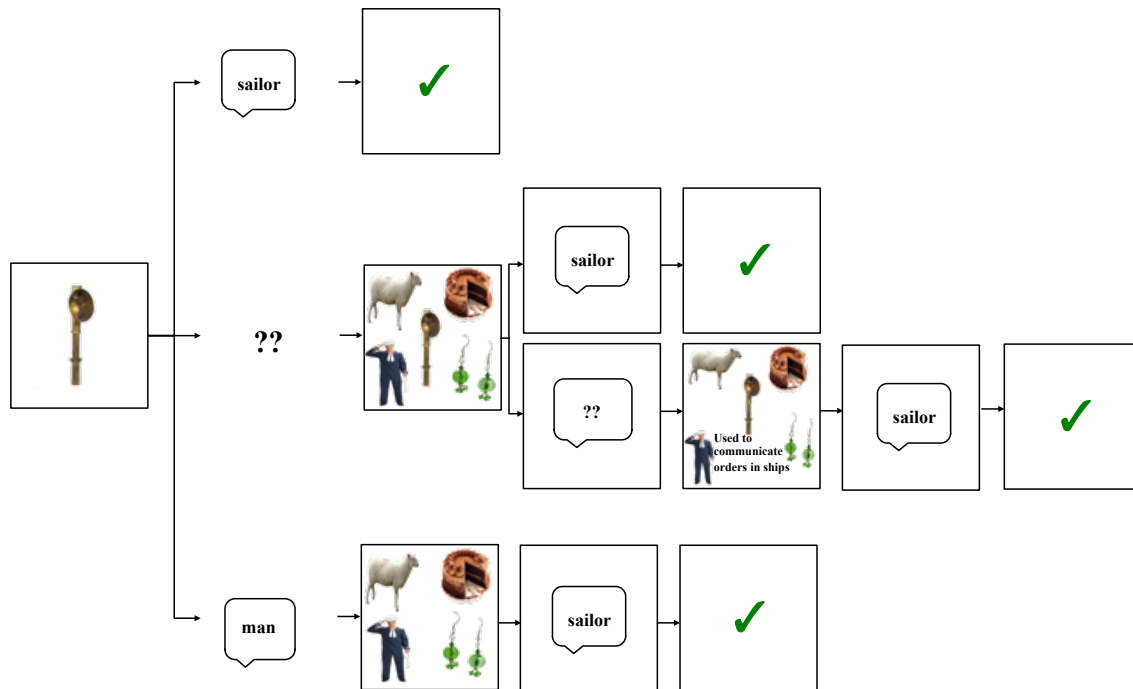 sailor
sailor
??
??
Used to
communicate
orders in ships
sailor
man
sailor